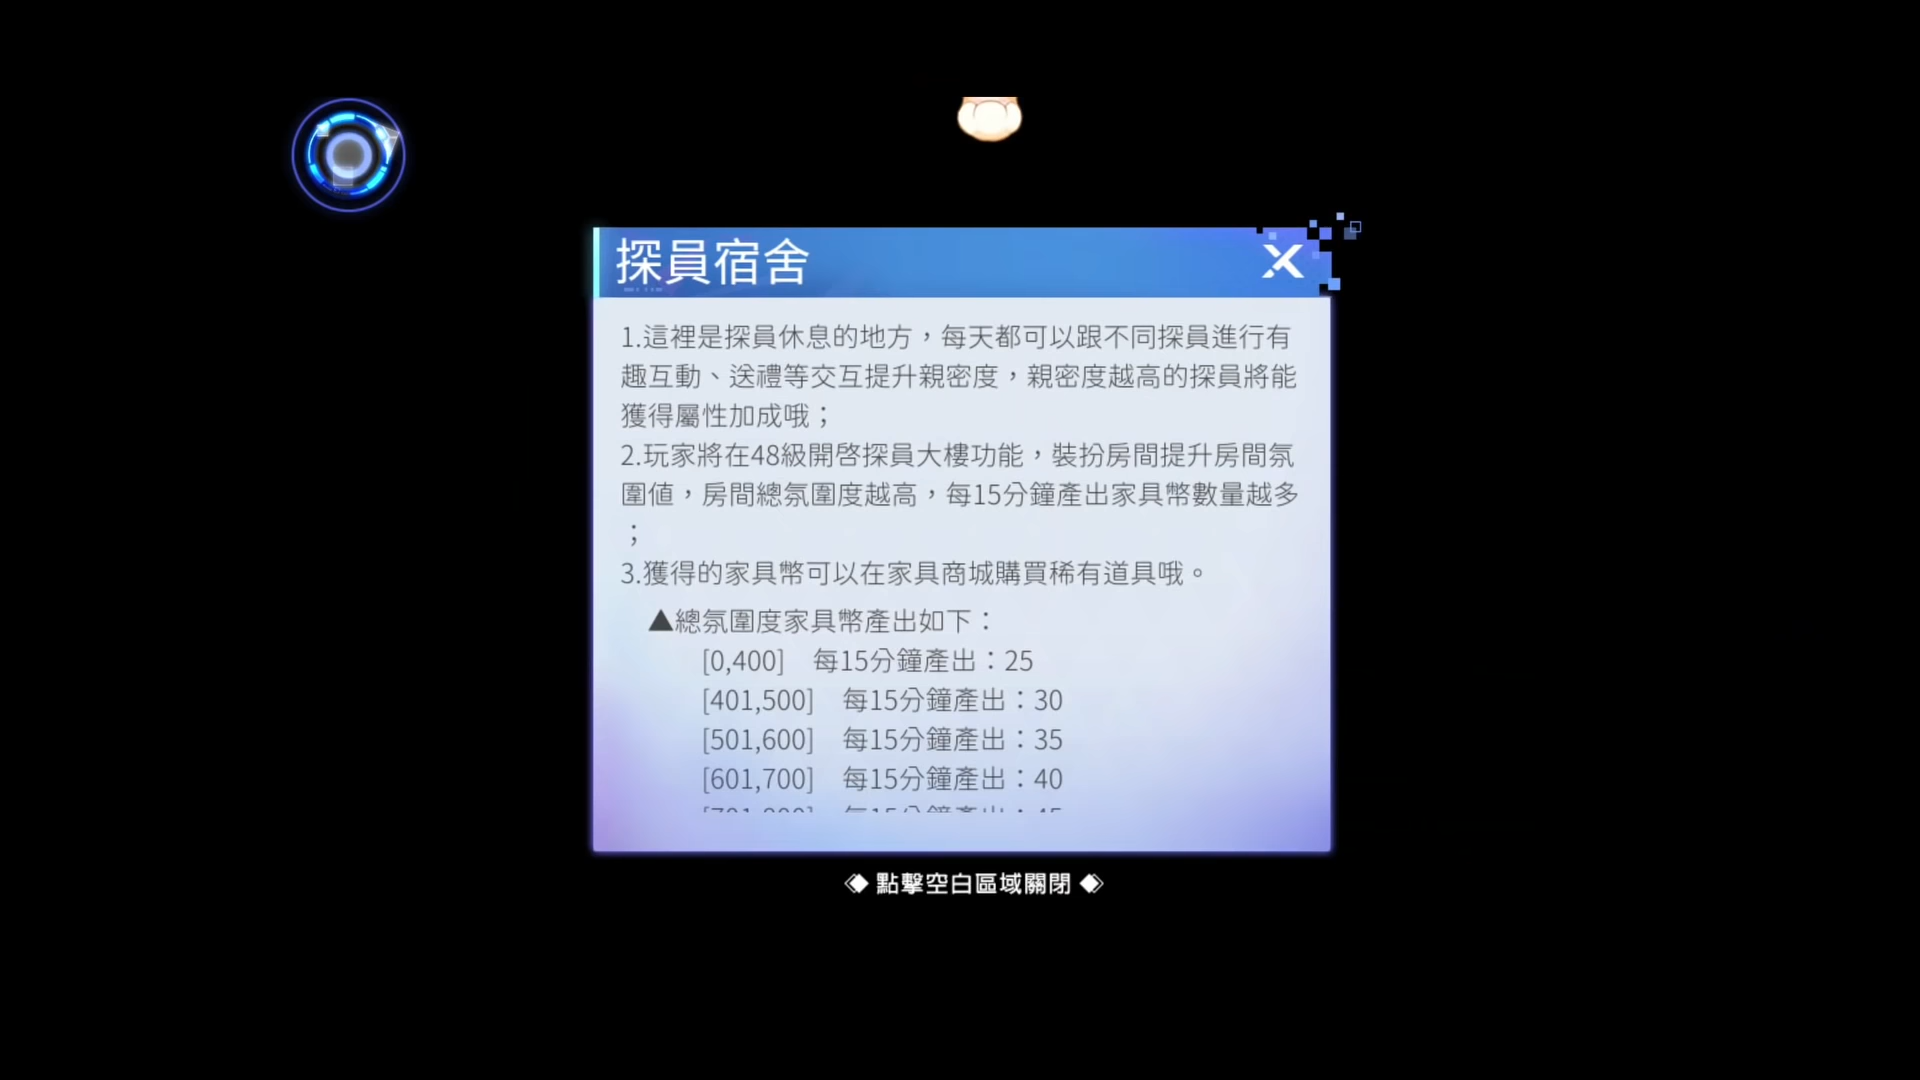 探員宿舍
1.這裡是探員休息的地方，每天都可以跟不同探員進行有
趣互動、送禮等交互提升親密度，親密度越高的探員將能
獲得屬性加成哦；
2.玩家將在48級開啓探員大樓功能，裝扮房間提升房間氛
圍值，房間總氛圍度越高，每15分鐘產出家具幣數量越多
；
3.獲得的家具幣可以在家具商城購買稀有道具哦。
▲總氛圍度家具幣產出如下：
[0,400] 每15分鐘產出：25
[401,500] 每15分鐘產出：30
[501,600] 每15分鐘產出：35
[601,700] 每15分鐘產出：40
點擊空白區域關閉